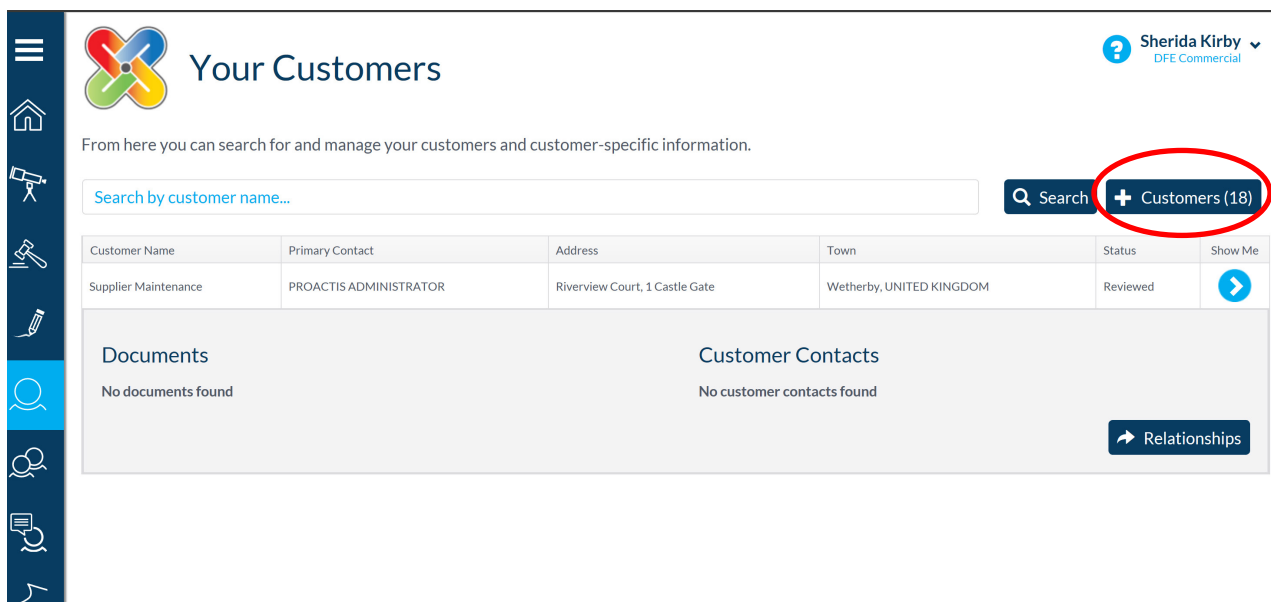 Your Customers
?
Sherida Kirby
DFE Commercial
From here you can search for and manage your customers and customer-specific information.
Search by customer name...
Search
Customers (18)
Customer Name Primary Contact Address Town Status Show Me
Supplier Maintenance PROACTIS ADMINISTRATOR Riverview Court, 1 Castle Gate Wetherby, UNITED KINGDOM Reviewed
Documents
Customer Contacts
No documents found
No customer contacts found
Relationships